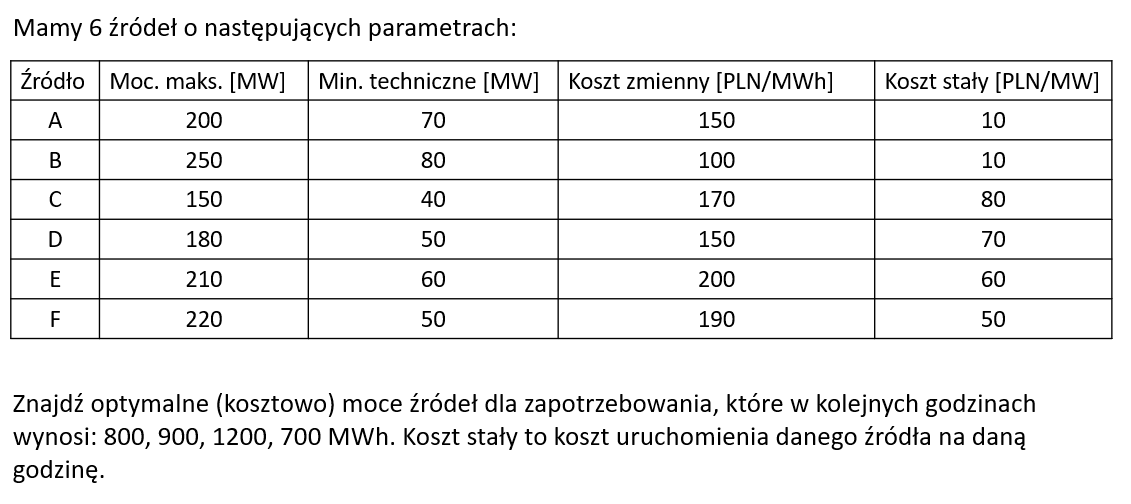 Mamy 6 źródeł o następujących parametrach:
Źródło Moc. maks. [MW] Min. techniczne [MW] Koszt zmienny [PLN/MWh] Koszt stały [PLN/MW]
A 200 70 150 10
B 250 80 100 10
C 150 40 170 80
D 180 50 150 70
E 210 60 200 60
F 220 50 190 50
Znajdź optymalne (kosztowo) moce źródeł dla zapotrzebowania, które w kolejnych godzinach
wynosi: 800, 900, 1200, 700 MWh. Koszt stały to koszt uruchomienia danego źródła na daną
godzinę.